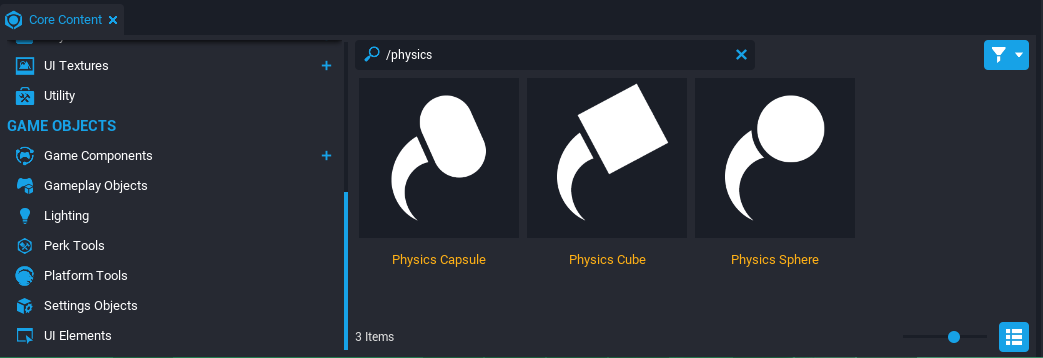 Core Content
UI Textures
Utility
GAME OBJECTS
Game Components
Gameplay Objects
Lighting
Perk Tools
Platform Tools
Settings Objects
UI Elements
/physics
Physics Capsule
Physics Cube
Physics Sphere
3 Items